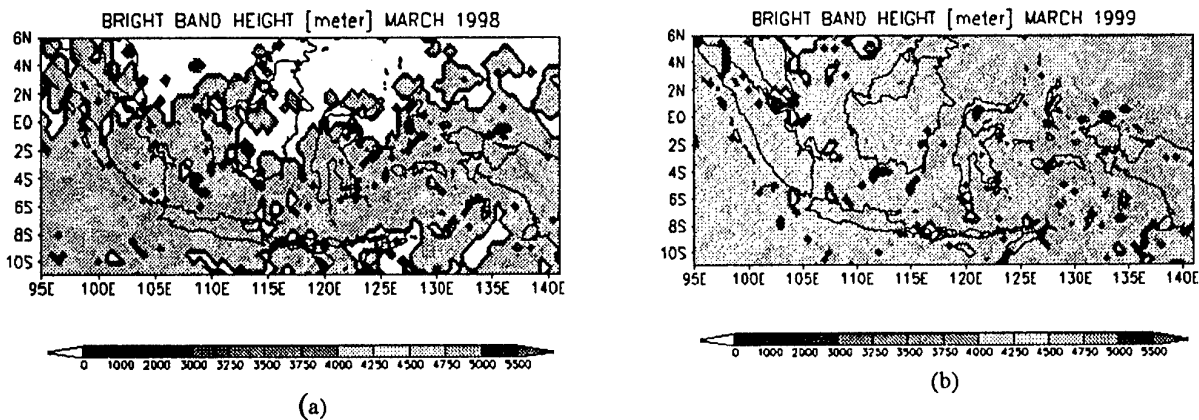 BRIGHT BAND HEIGHT [meter] MARCH 1998
6N
4N
2N
EQ
2S
4S
6S
8S
10S
95E 100E 105E 110E 115E 120E 125E 130E 135E 140E
0 1000 2000 3000 3250 3500 3750 4000 4250 4500 4750 5000 5500
(a)
BRIGHT BAND HEIGHT [meter] MARCH 1999
6N
4N
2N
EQ
2S
4S
6S
8S
10S
95E 100E 105E 110E 115E 120E 125E 130E 135E 140E
0 1000 2000 3000 3250 3500 3750 4000 4250 4500 4750 5000 5500
(b)